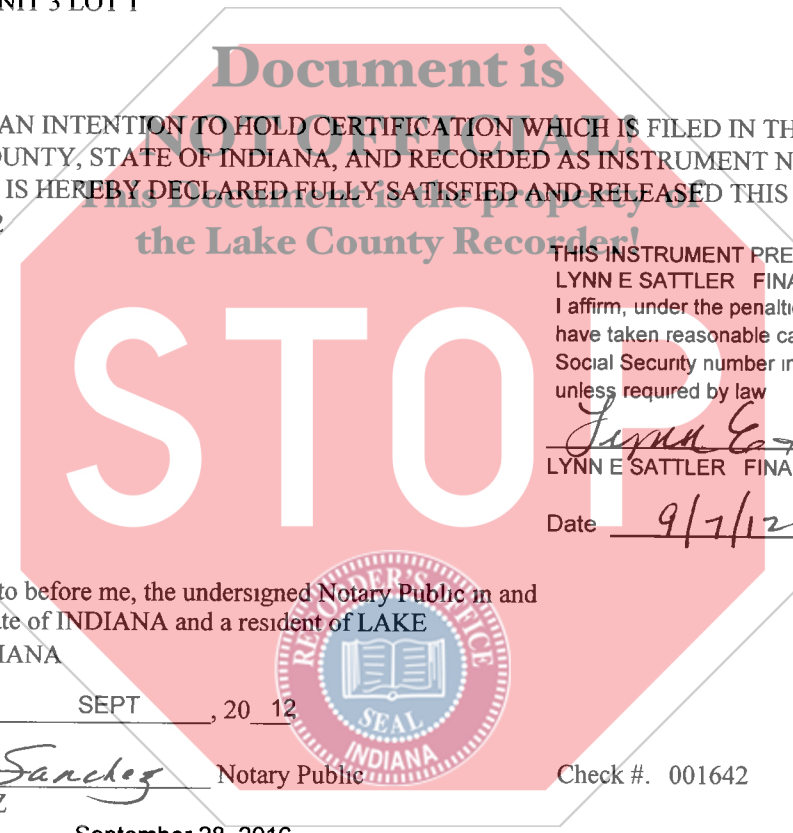 NIT 3 LOT 1
Document is
AN INTENTION TO HOLD CERTIFICATION WHICH IS FILED IN TH
NOT OFFICIAL!
OUNTY, STATE OF INDIANA, AND RECORDED AS INSTRUMENT N
IS HEREBY DECLARED FULLY SATISFIED AND RELEASED THIS
This Document is the property of
the Lake County Recorder!
THIS INSTRUMENT PRE
LYNN E SATTLER FINA
I affirm, under the penalti
have taken reasonable ca
Social Security number in
unless required by law
STOP
Lynn E
LYNN E SATTLER FINA
Date 9/7/12
to before me, the undersigned Notary Public in and
te of INDIANA and a resident of LAKE
IANA
RECORDER'S OFFICE
SEAL
INDIANA
SEPT , 20 12
Sanchez Notary Public
Check #. 001642
Z
September 28, 2016